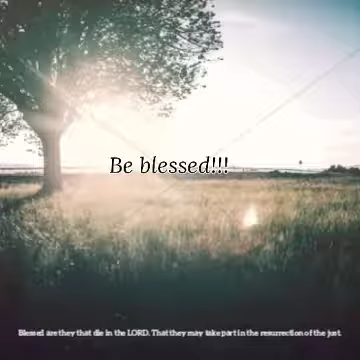 Be blessed!!!
Blessed are they that die in the LORD. That they may take part in the resurrection of the just.